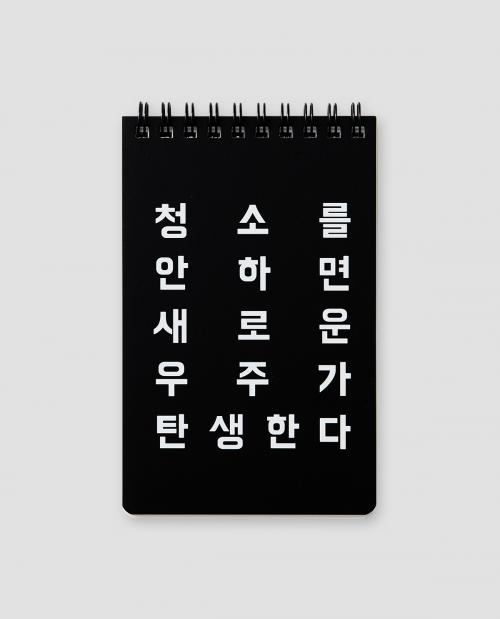 청 소 를
안 하 면
새 로 운
우 주 가
탄 생 한 다